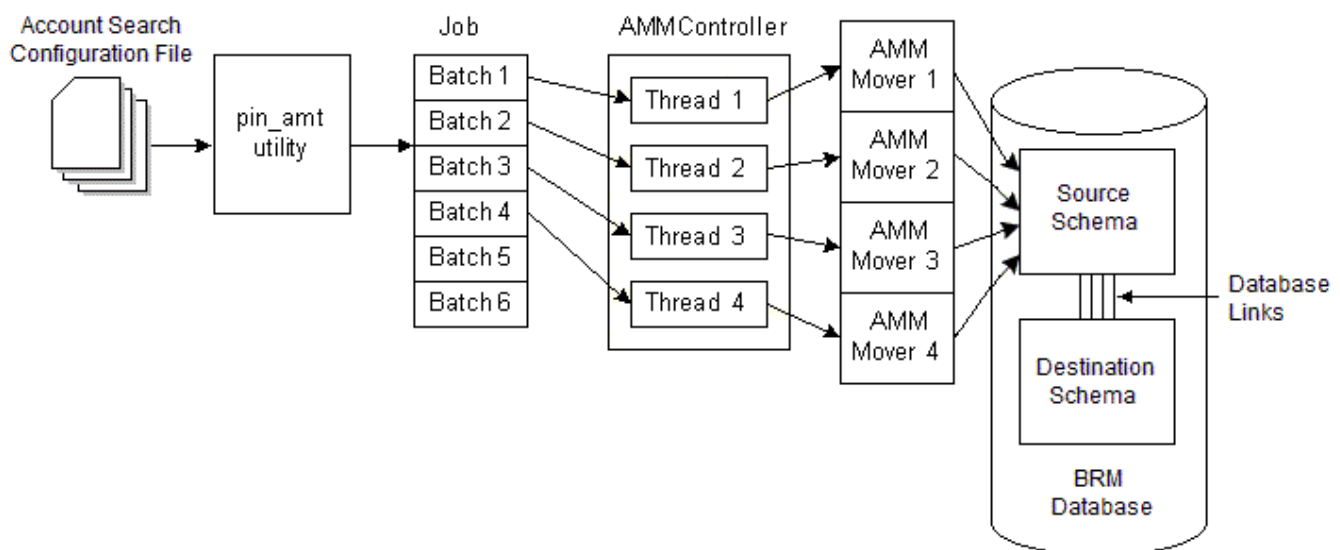 Account Search
Configuration File
pin_amt
utility
Job
Batch 1
Batch 2
Batch 3
Batch 4
Batch 5
Batch 6
AMM Controller
Thread 1
Thread 2
Thread 3
Thread 4
AMM
Mover 1
AMM
Mover 2
AMM
Mover 3
AMM
Mover 4
Source
Schema
Database
Links
Destination
Schema
BRM
Database